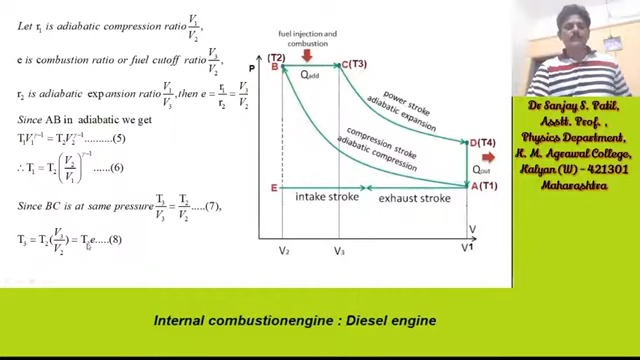 Let r₁ is adiabatic compression ratio V₁/V₂,
e is combustion ratio or fuel cutoff ratio V₃/V₂,
r₂ is adiabatic expansion ratio V₁/V₃, then e = r₁/r₂ = V₃/V₂
Since AB in adiabatic we get
T₁V₁^γ−1 = T₂V₂^γ−1 ..........(5)
∴ T₁ = T₂(V₂/V₁)^γ−1 ......(6)
Since BC is at same pressure T₃/V₃ = T₂/V₂ .....(7),
T₃ = T₂(V₃/V₂) = T₂e.....(8)
fuel injection and
combustion
P
(T2)
B
C(T3)
Qadd
power stroke
adiabatic expansion
compression stroke
adiabatic compression
D(T4)
Qout
E
A(T1)
intake stroke
exhaust stroke
V
V2
V3
V1
Dr Sanjay S. Patil,
Asstt. Prof. ,
Physics Department,
K. M. Agrawal College,
Kalyan (W) - 421301
Maharashtra
Internal combustionengine : Diesel engine